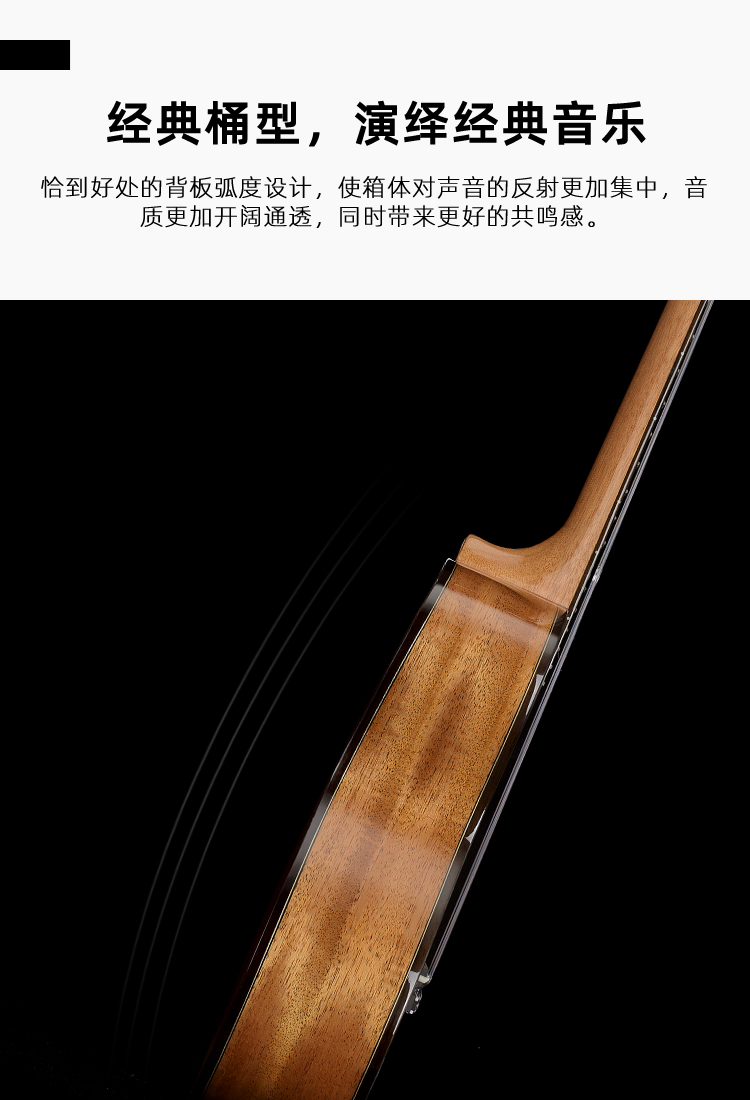 经典桶型，演绎经典音乐
恰到好处的背板弧度设计，使箱体对声音的反射更加集中，音
质更加开阔通透，同时带来更好的共鸣感。